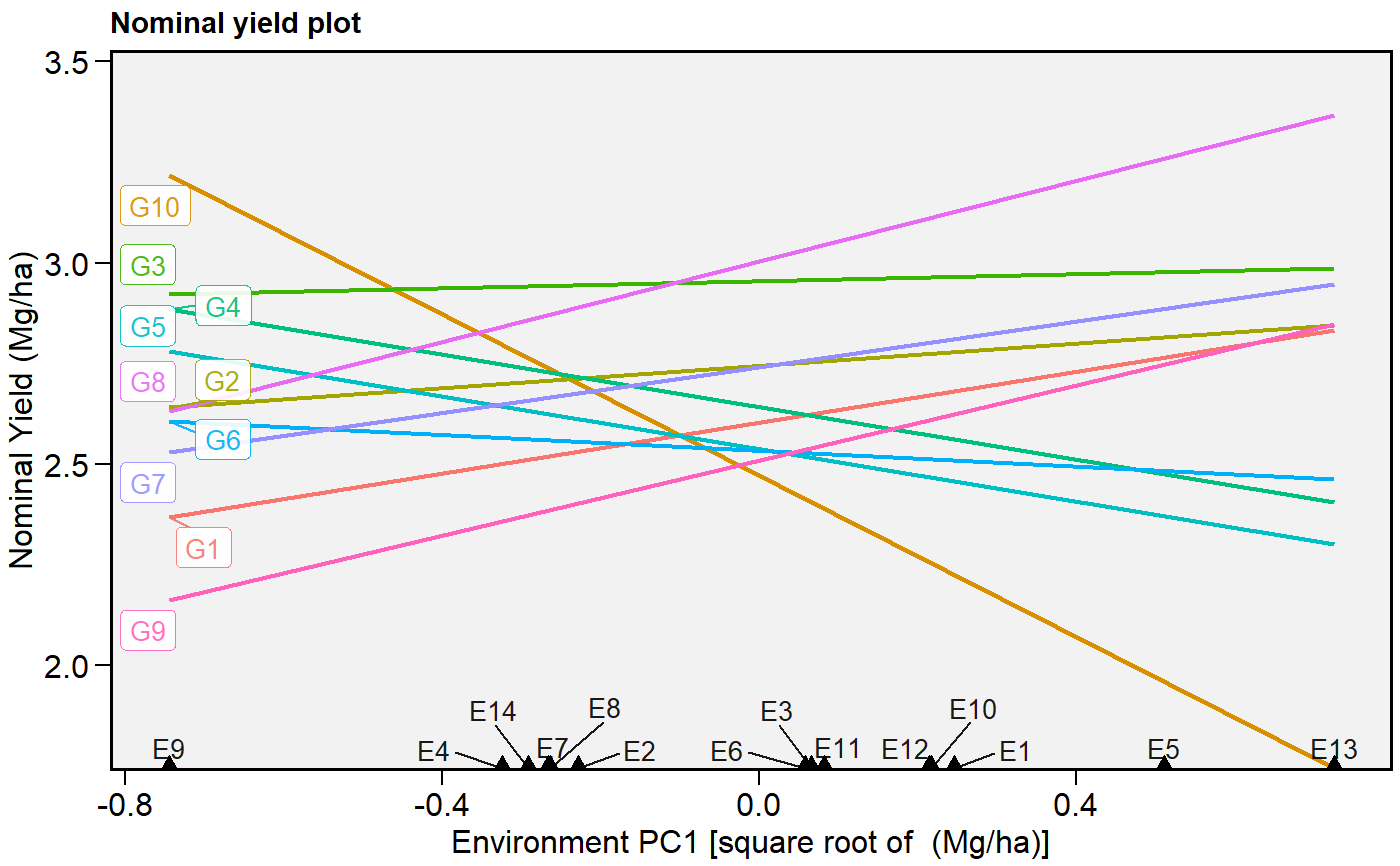 Nominal yield plot
3.5
3.0
2.5
2.0
Nominal Yield (Mg/ha)
G10
G3
G4
G5
G8
G2
G6
G7
G1
G9
E14
E8
E3
E10
E9
E4
E7
E2
E6
E11
E12
E1
E5
E13
-0.8
-0.4
0.0
0.4
Environment PC1 [square root of  (Mg/ha)]